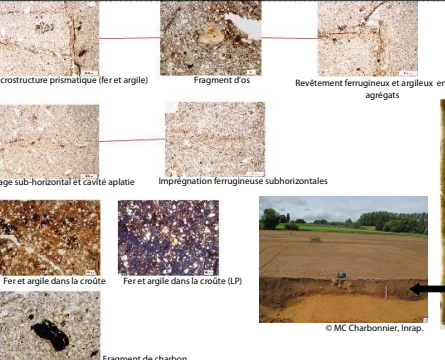 crostructure prismatique (fer et argile)
Fragment d'os
Revêtement ferrugineux et argileux en
agrégats
age sub-horizontal et cavité aplatie
Imprégnation ferrugineuse subhorizontales
Fer et argile dans la croûte
Fer et argile dans la croûte (LP)
© MC Charbonnier, Inrap.
Fragment de charbon